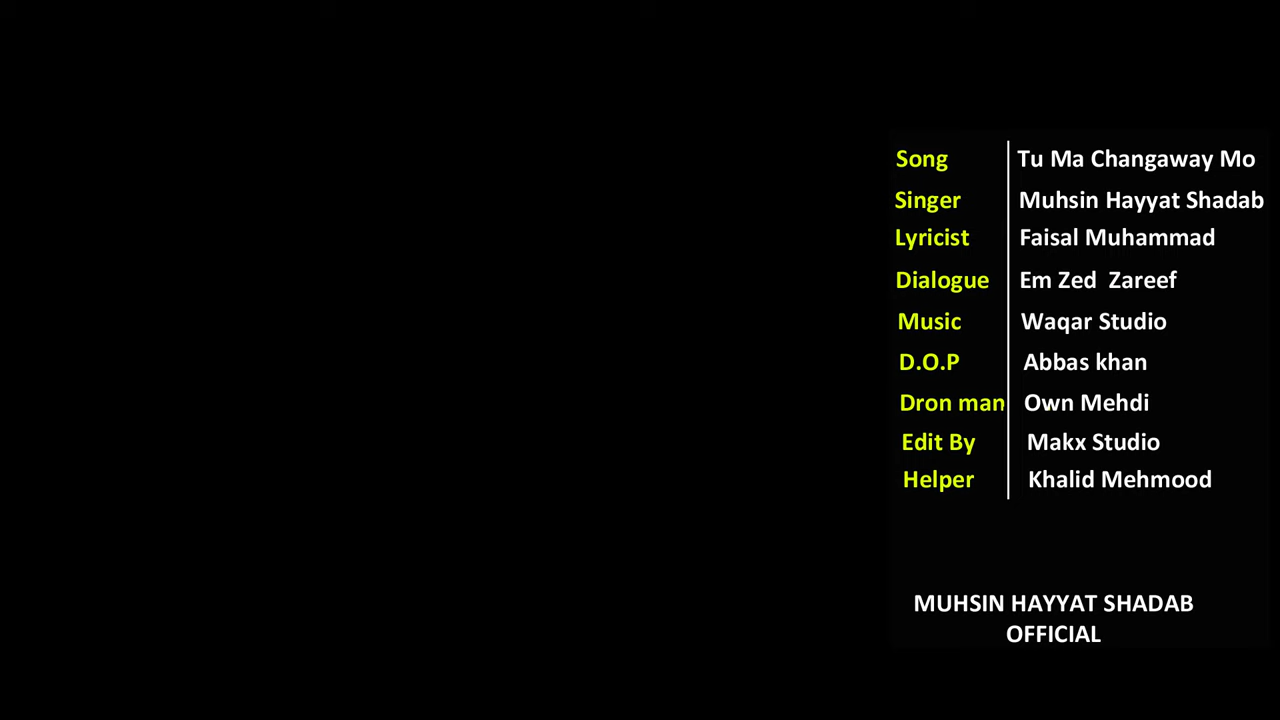 Song Tu Ma Changaway Mo
Singer Muhsin Hayyat Shadab
Lyricist Faisal Muhammad
Dialogue Em Zed Zareef
Music Waqar Studio
D.O.P Abbas khan
Dron man Own Mehdi
Edit By Makx Studio
Helper Khalid Mehmood
MUHSIN HAYYAT SHADAB
OFFICIAL